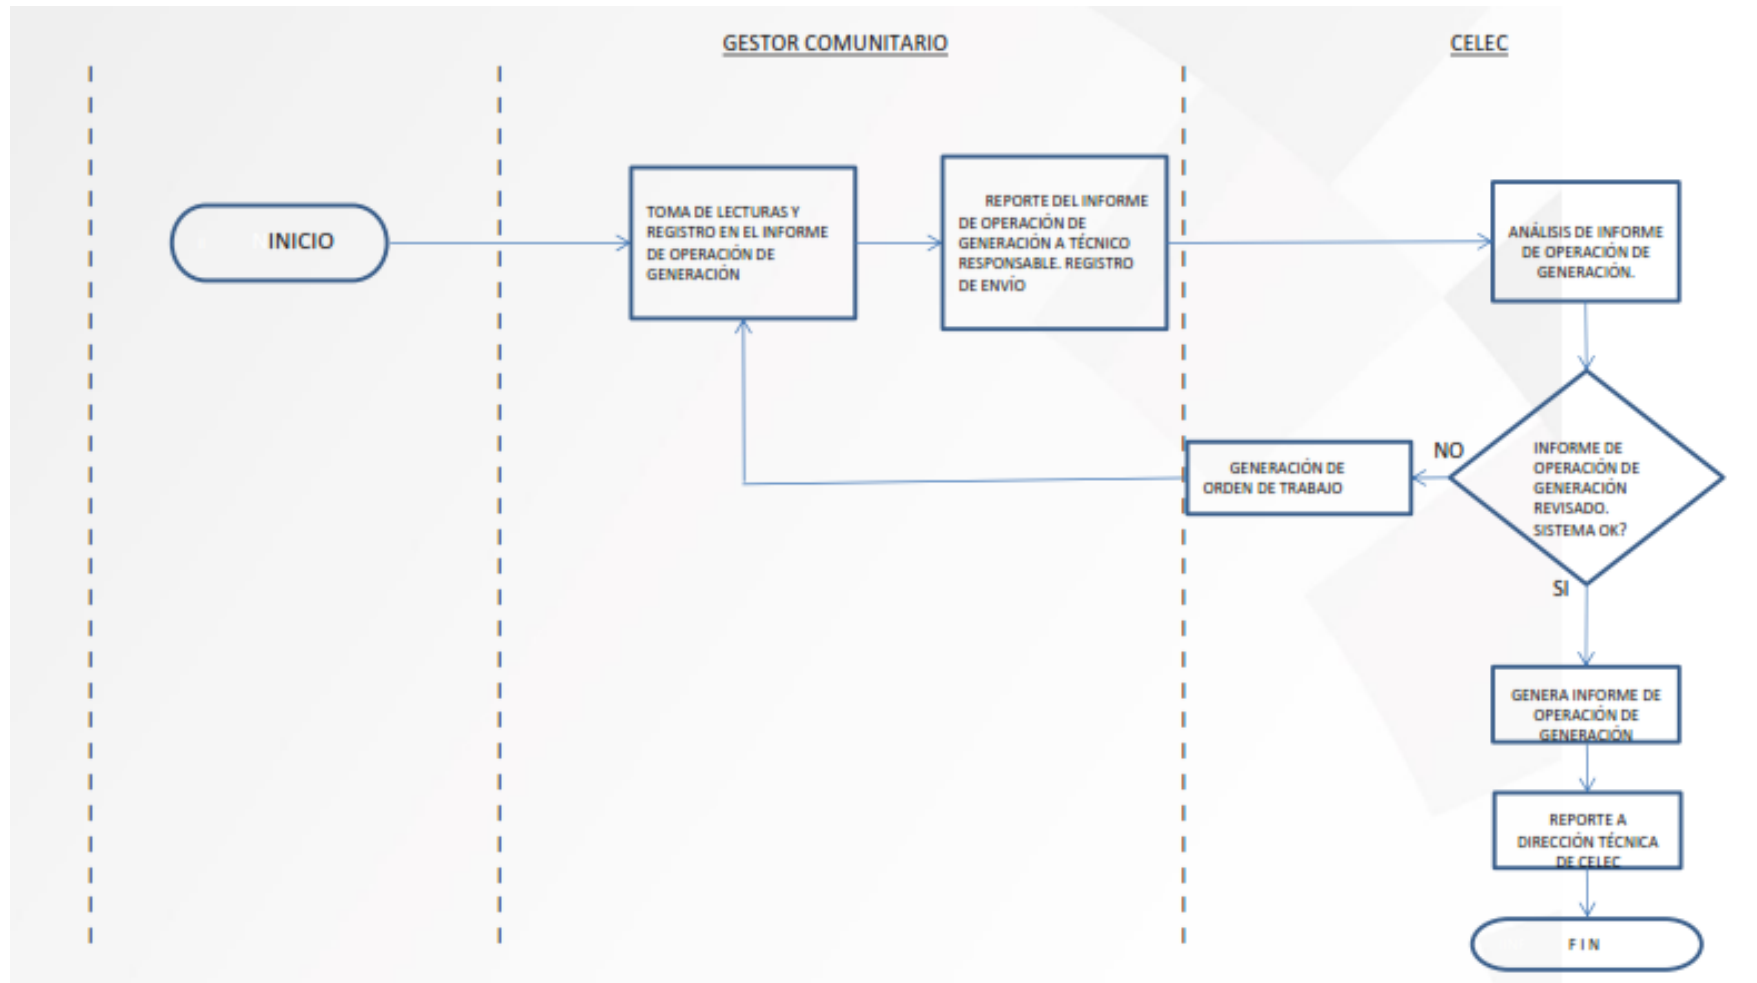 GESTOR COMUNITARIO
CELEC
INICIO
TOMA DE LECTURAS Y
REGISTRO EN EL INFORME
DE OPERACIÓN DE
GENERACIÓN
REPORTE DEL INFORME
DE OPERACIÓN DE
GENERACIÓN A TÉCNICO
RESPONSABLE. REGISTRO
DE ENVÍO
ANÁLISIS DE INFORME
DE OPERACIÓN DE
GENERACIÓN.
NO
INFORME DE
OPERACIÓN DE
GENERACIÓN
REVISADO.
SISTEMA OK?
GENERACIÓN DE
ORDEN DE TRABAJO
SI
GENERA INFORME DE
OPERACIÓN DE
GENERACIÓN
REPORTE A
DIRECCIÓN TÉCNICA
DE CELEC
F I N